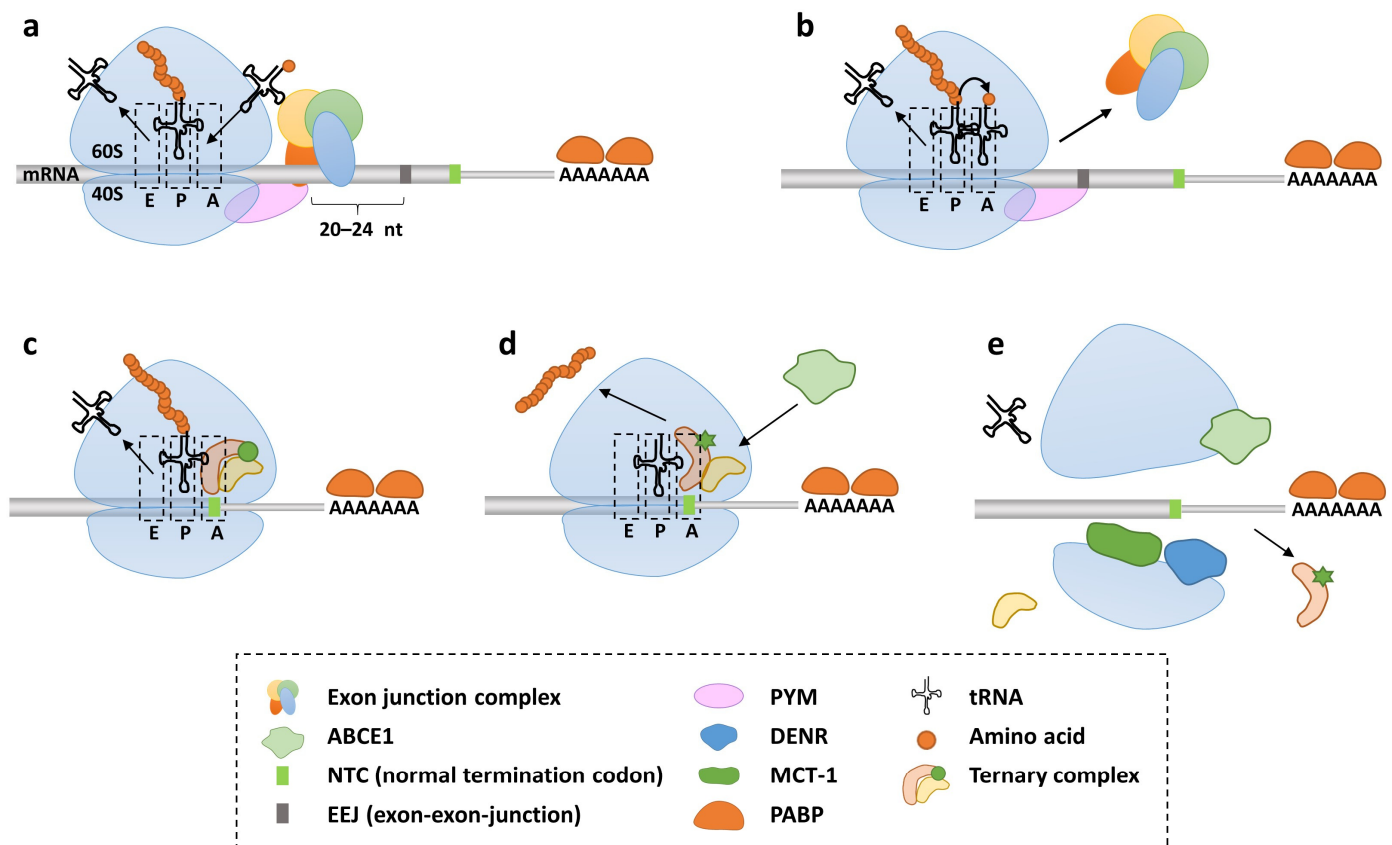 a
60S
mRNA
40S
E P A
20–24 nt
AAAAAAA
b
E P A
AAAAAAA
c
E P A
AAAAAAA
d
E P A
AAAAAAA
e
AAAAAAA
Exon junction complex
ABCE1
NTC (normal termination codon)
EEJ (exon-exon-junction)
PYM
DENR
MCT-1
PABP
tRNA
Amino acid
Ternary complex